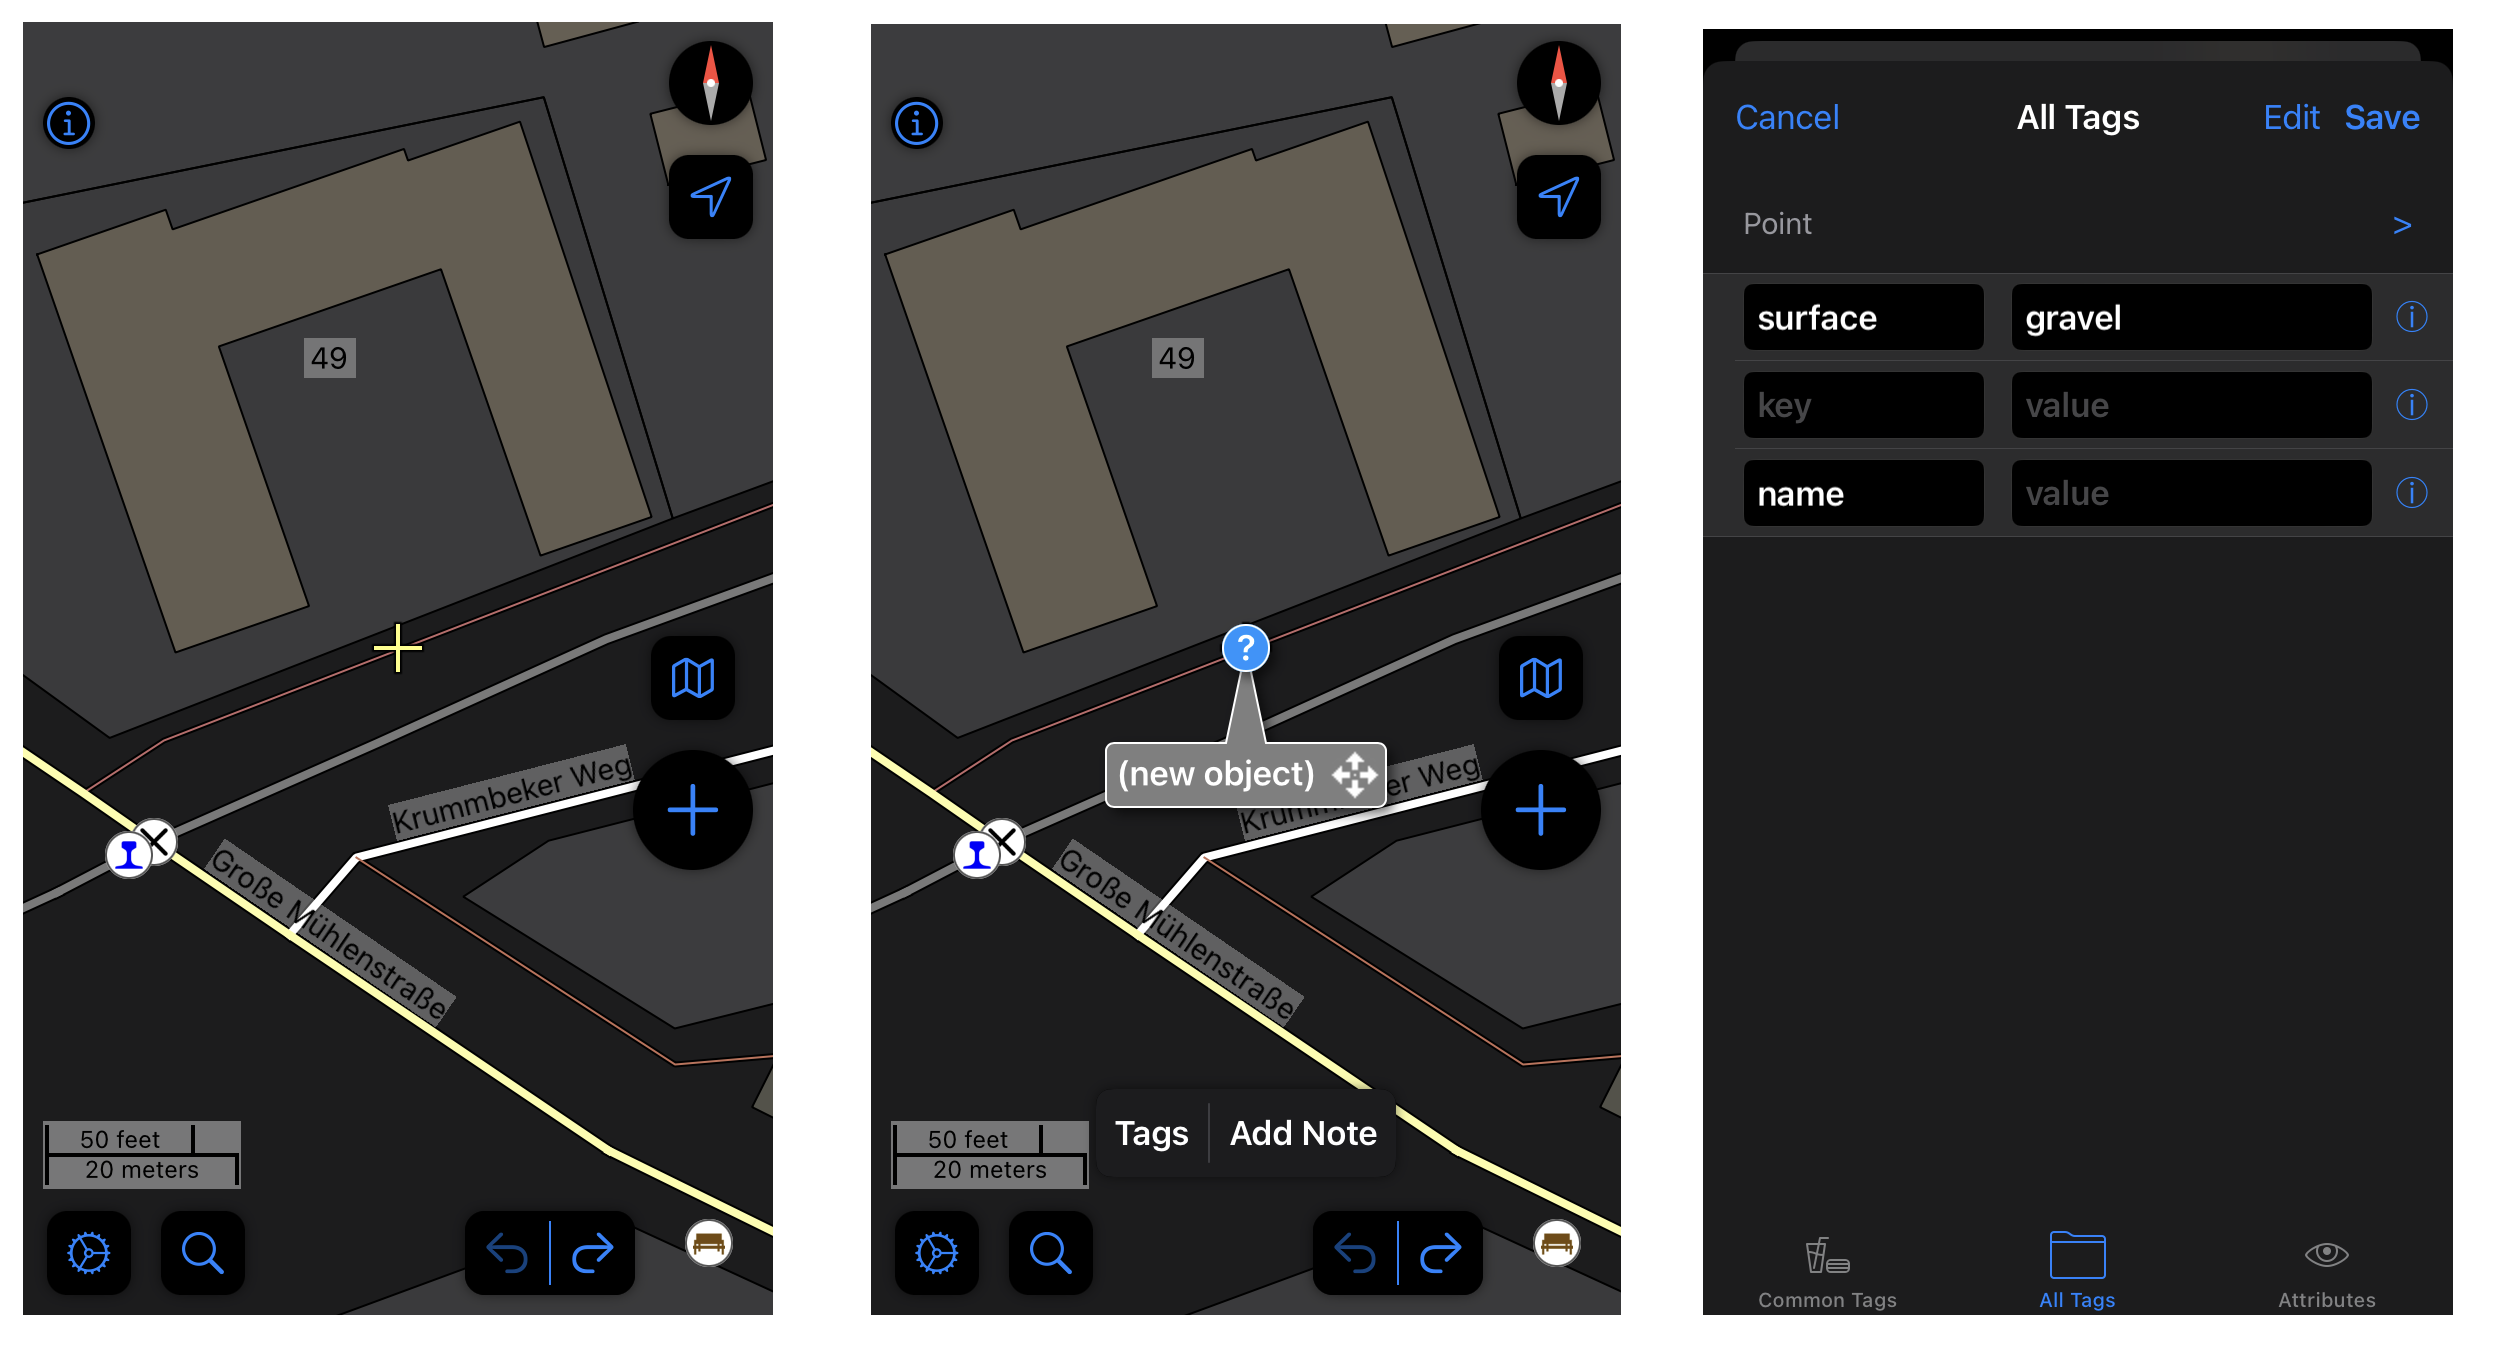 49
Krummbeker Weg
Große Mühlenstraße
50 feet
20 meters
49
?
(new object)
Krummbeker Weg
Große Mühlenstraße
Tags
Add Note
50 feet
20 meters
Cancel
All Tags
Edit
Save
Point
>
surface
gravel
key
value
name
value
Common Tags
All Tags
Attributes